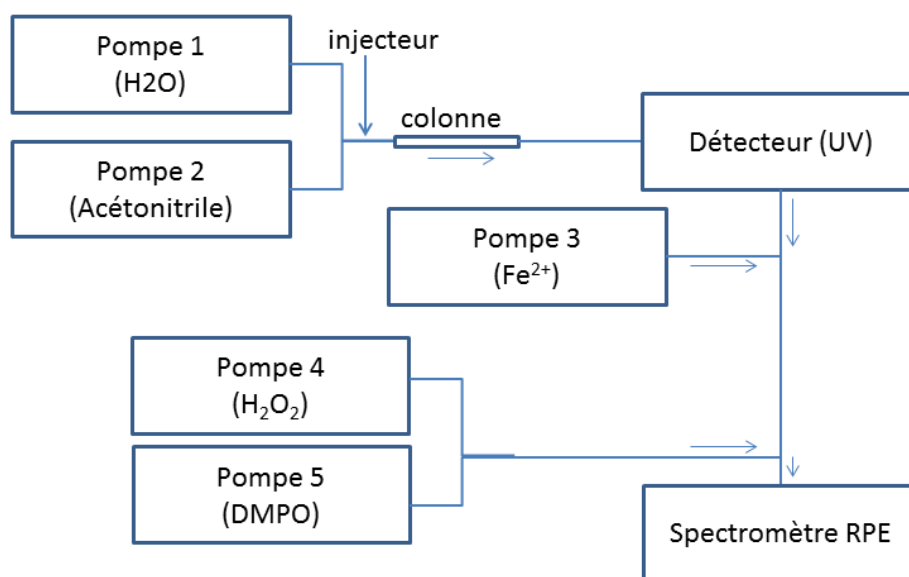 Pompe 1
(H2O)
injecteur
colonne
Détecteur (UV)
Pompe 2
(Acétonitrile)
Pompe 3
(Fe²⁺)
Pompe 4
(H₂O₂)
Pompe 5
(DMPO)
Spectromètre RPE